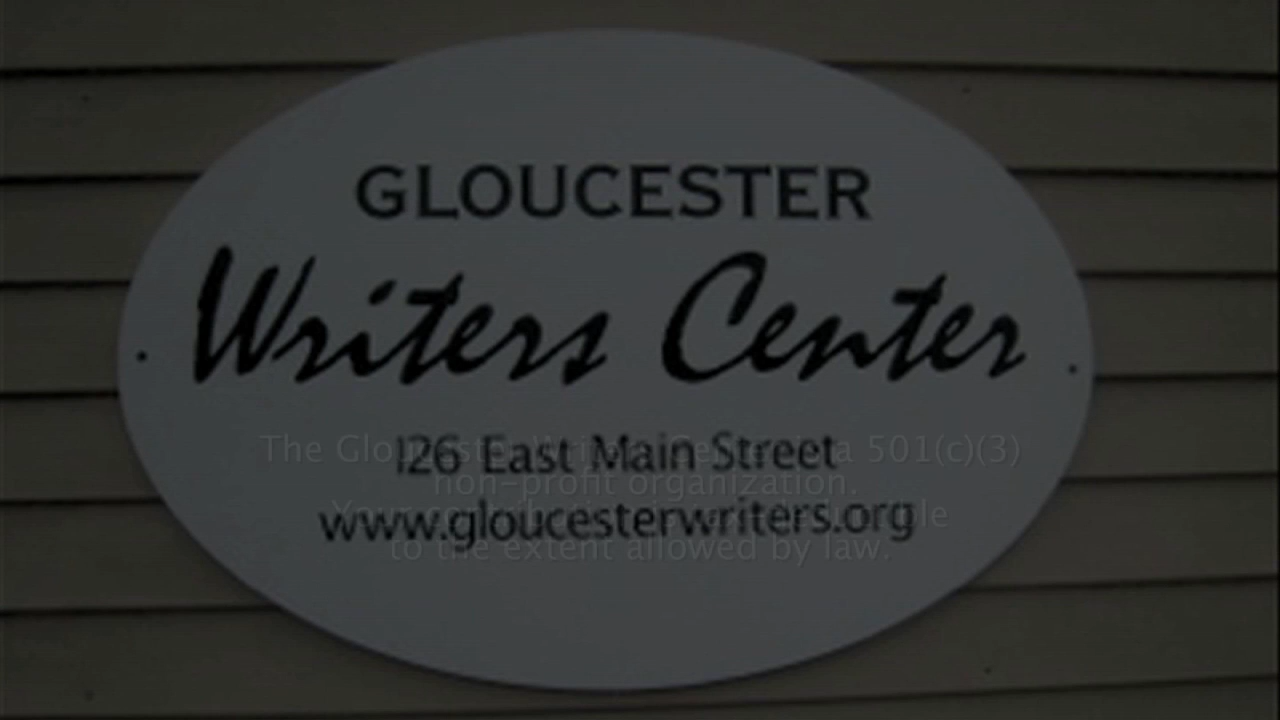 GLOUCESTER
Writers Center
126 East Main Street
www.gloucesterwriters.org
The Gloucester a 501(c)(3)
non-profit organization.
to the extent allowed by law.